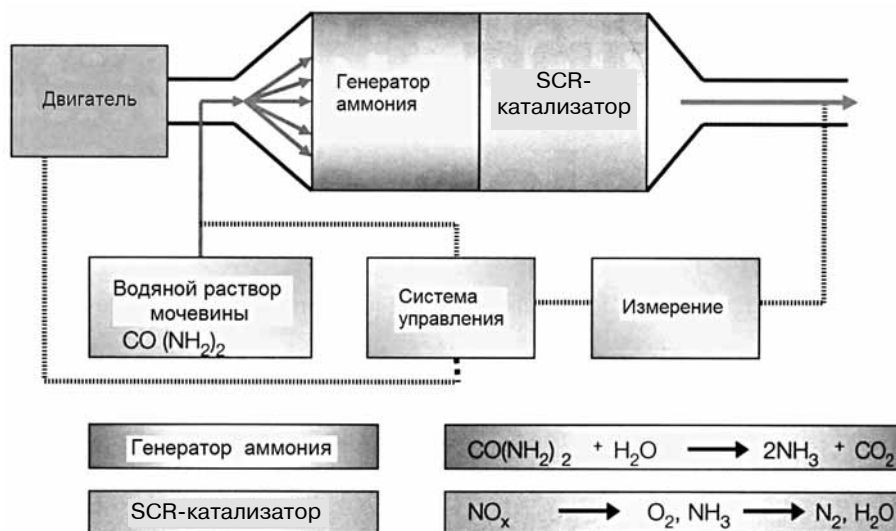 Двигатель
Генератор
аммония
SCR-
катализатор
Водяной раствор
мочевины
CO (NH₂)₂
Система
управления
Измерение
Генератор аммония
CO(NH₂)₂ + H₂O → 2NH₃ + CO₂
SCR-катализатор
NOₓ → O₂, NH₃ → N₂, H₂O